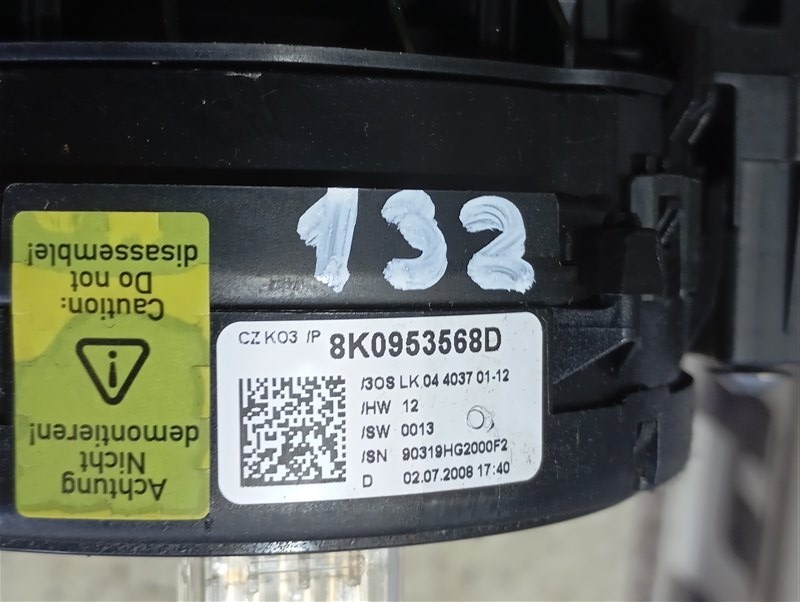 132
Achtung
Nicht
demontieren!
Caution:
Do not
disassemble!
CZ K03 /P 8K0953568D
/3OS LK 04 4037 01-12
/HW 12
/SW 0013
/SN 90319HG2000F2
D 02.07.2008 17:40